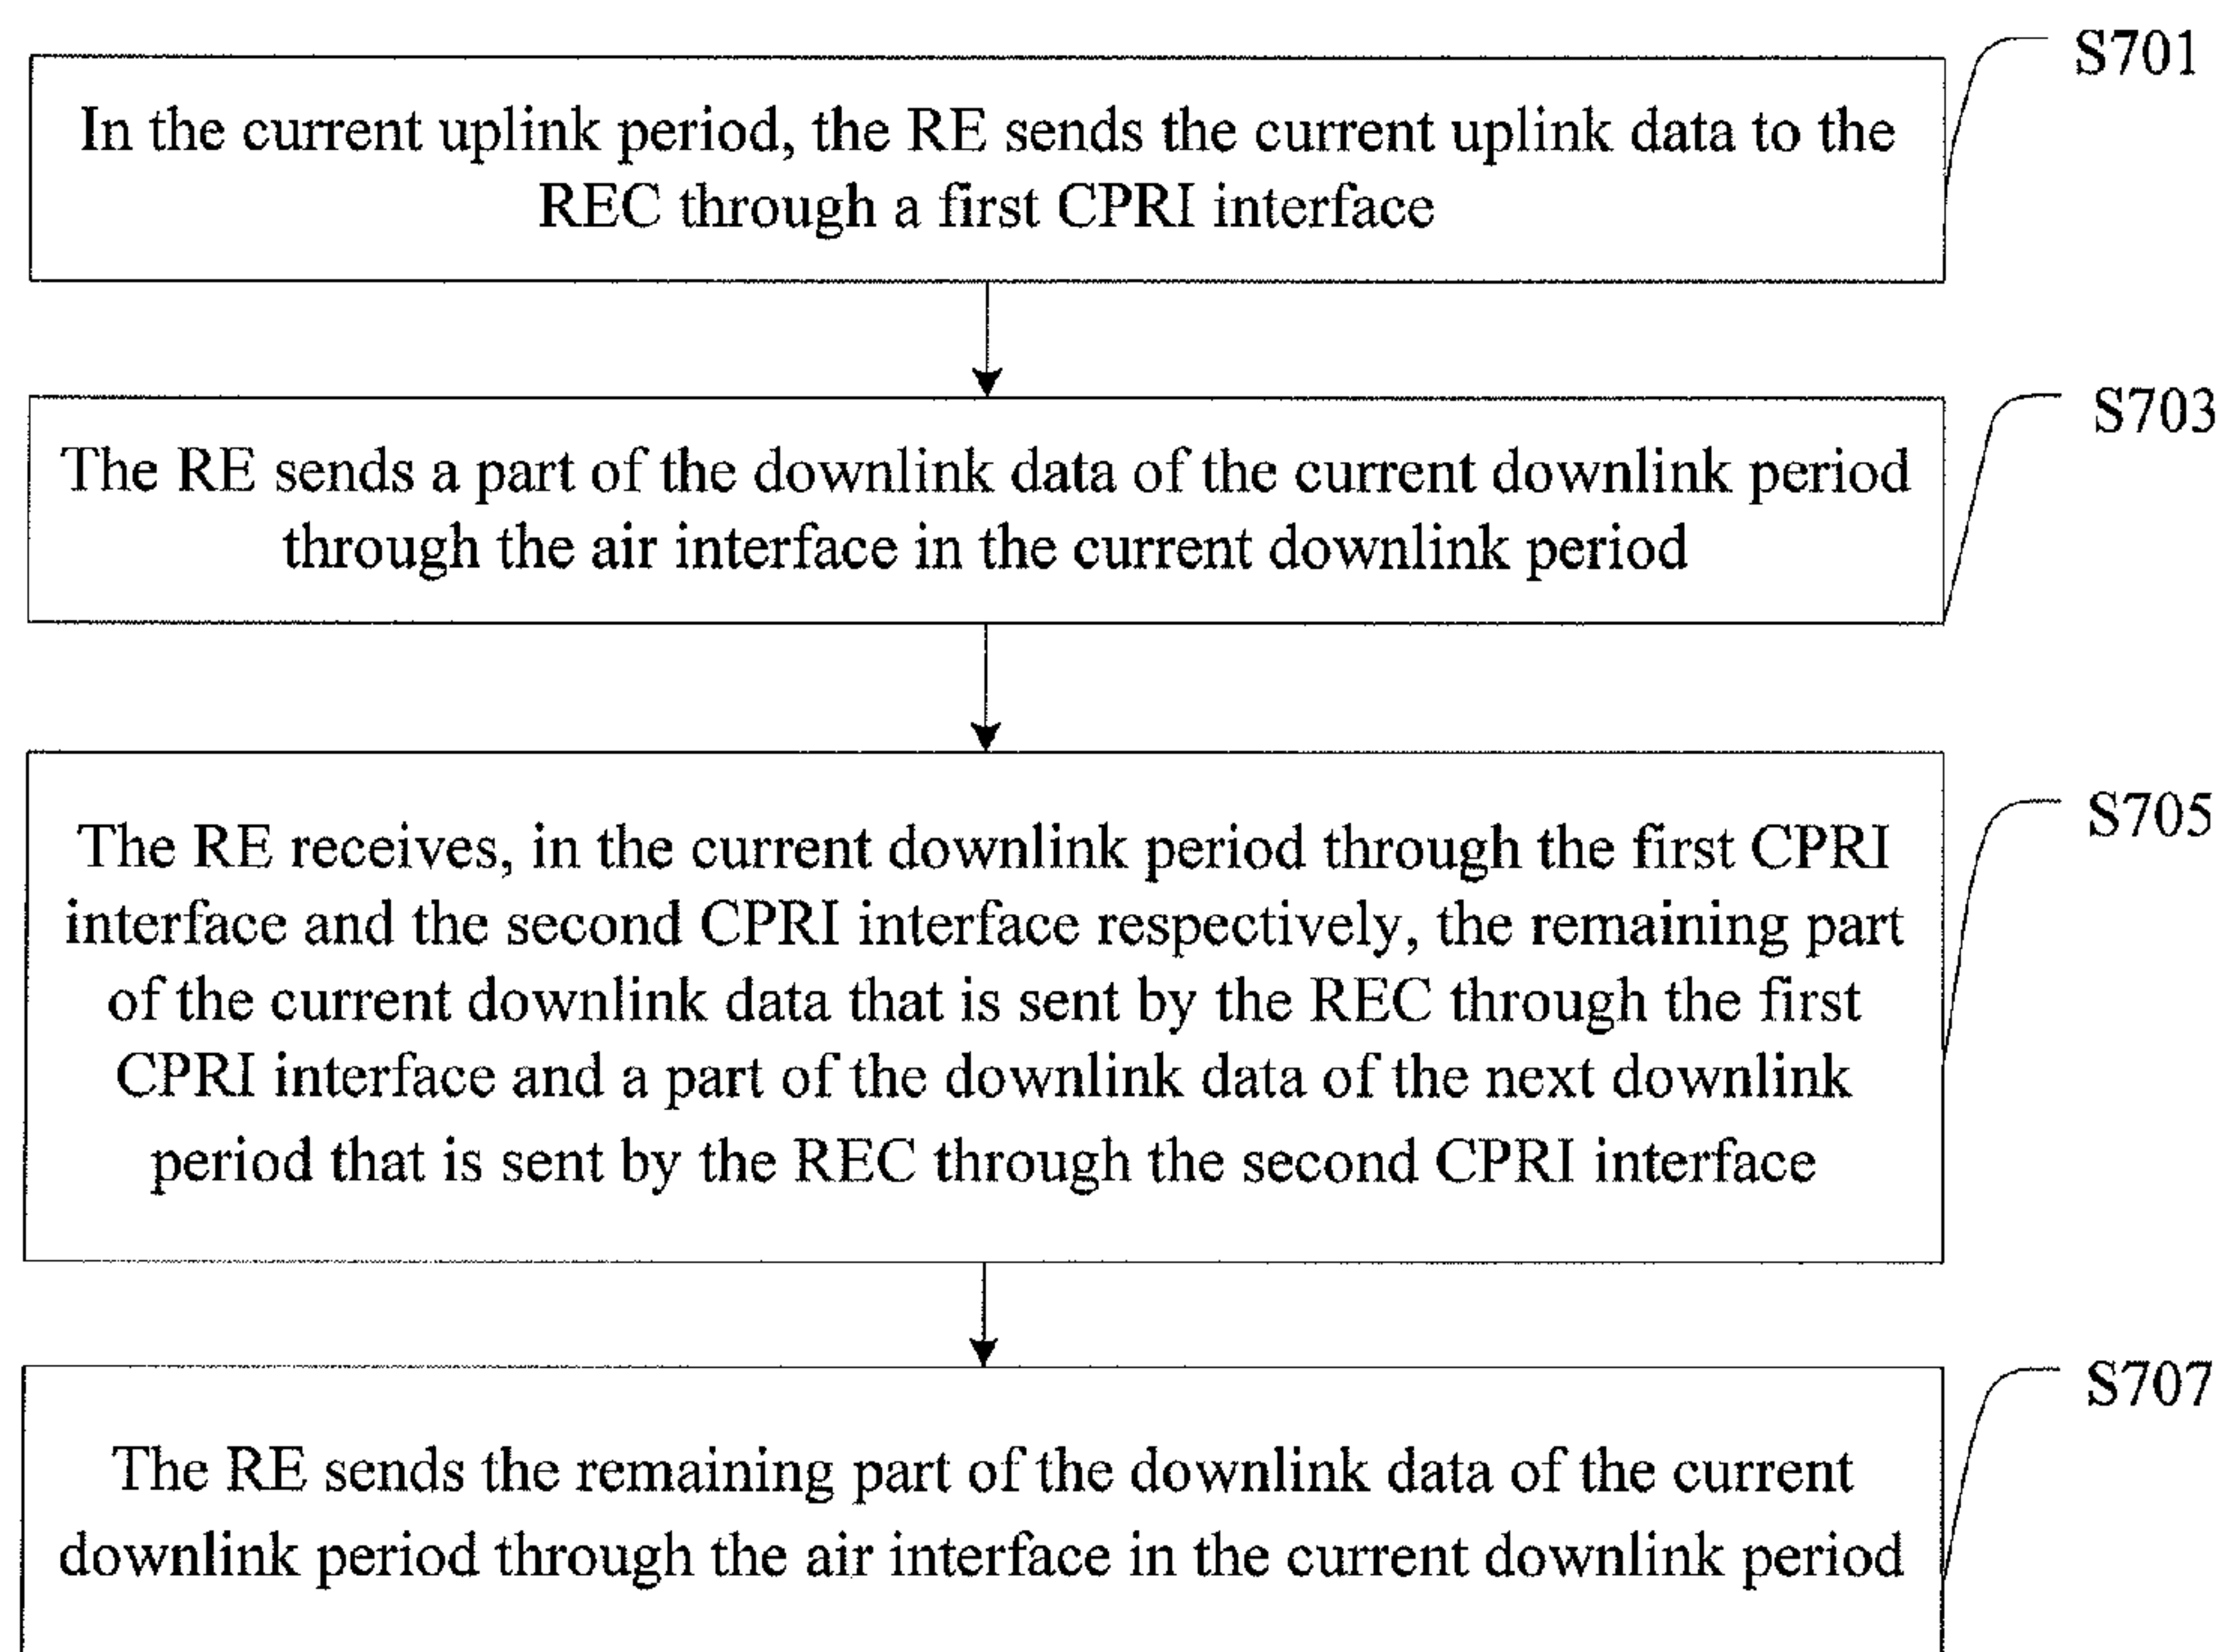 S701
In the current uplink period, the RE sends the current uplink data to the
REC through a first CPRI interface
S703
The RE sends a part of the downlink data of the current downlink period
through the air interface in the current downlink period
S705
The RE receives, in the current downlink period through the first CPRI
interface and the second CPRI interface respectively, the remaining part
of the current downlink data that is sent by the REC through the first
CPRI interface and a part of the downlink data of the next downlink
period that is sent by the REC through the second CPRI interface
S707
The RE sends the remaining part of the downlink data of the current
downlink period through the air interface in the current downlink period